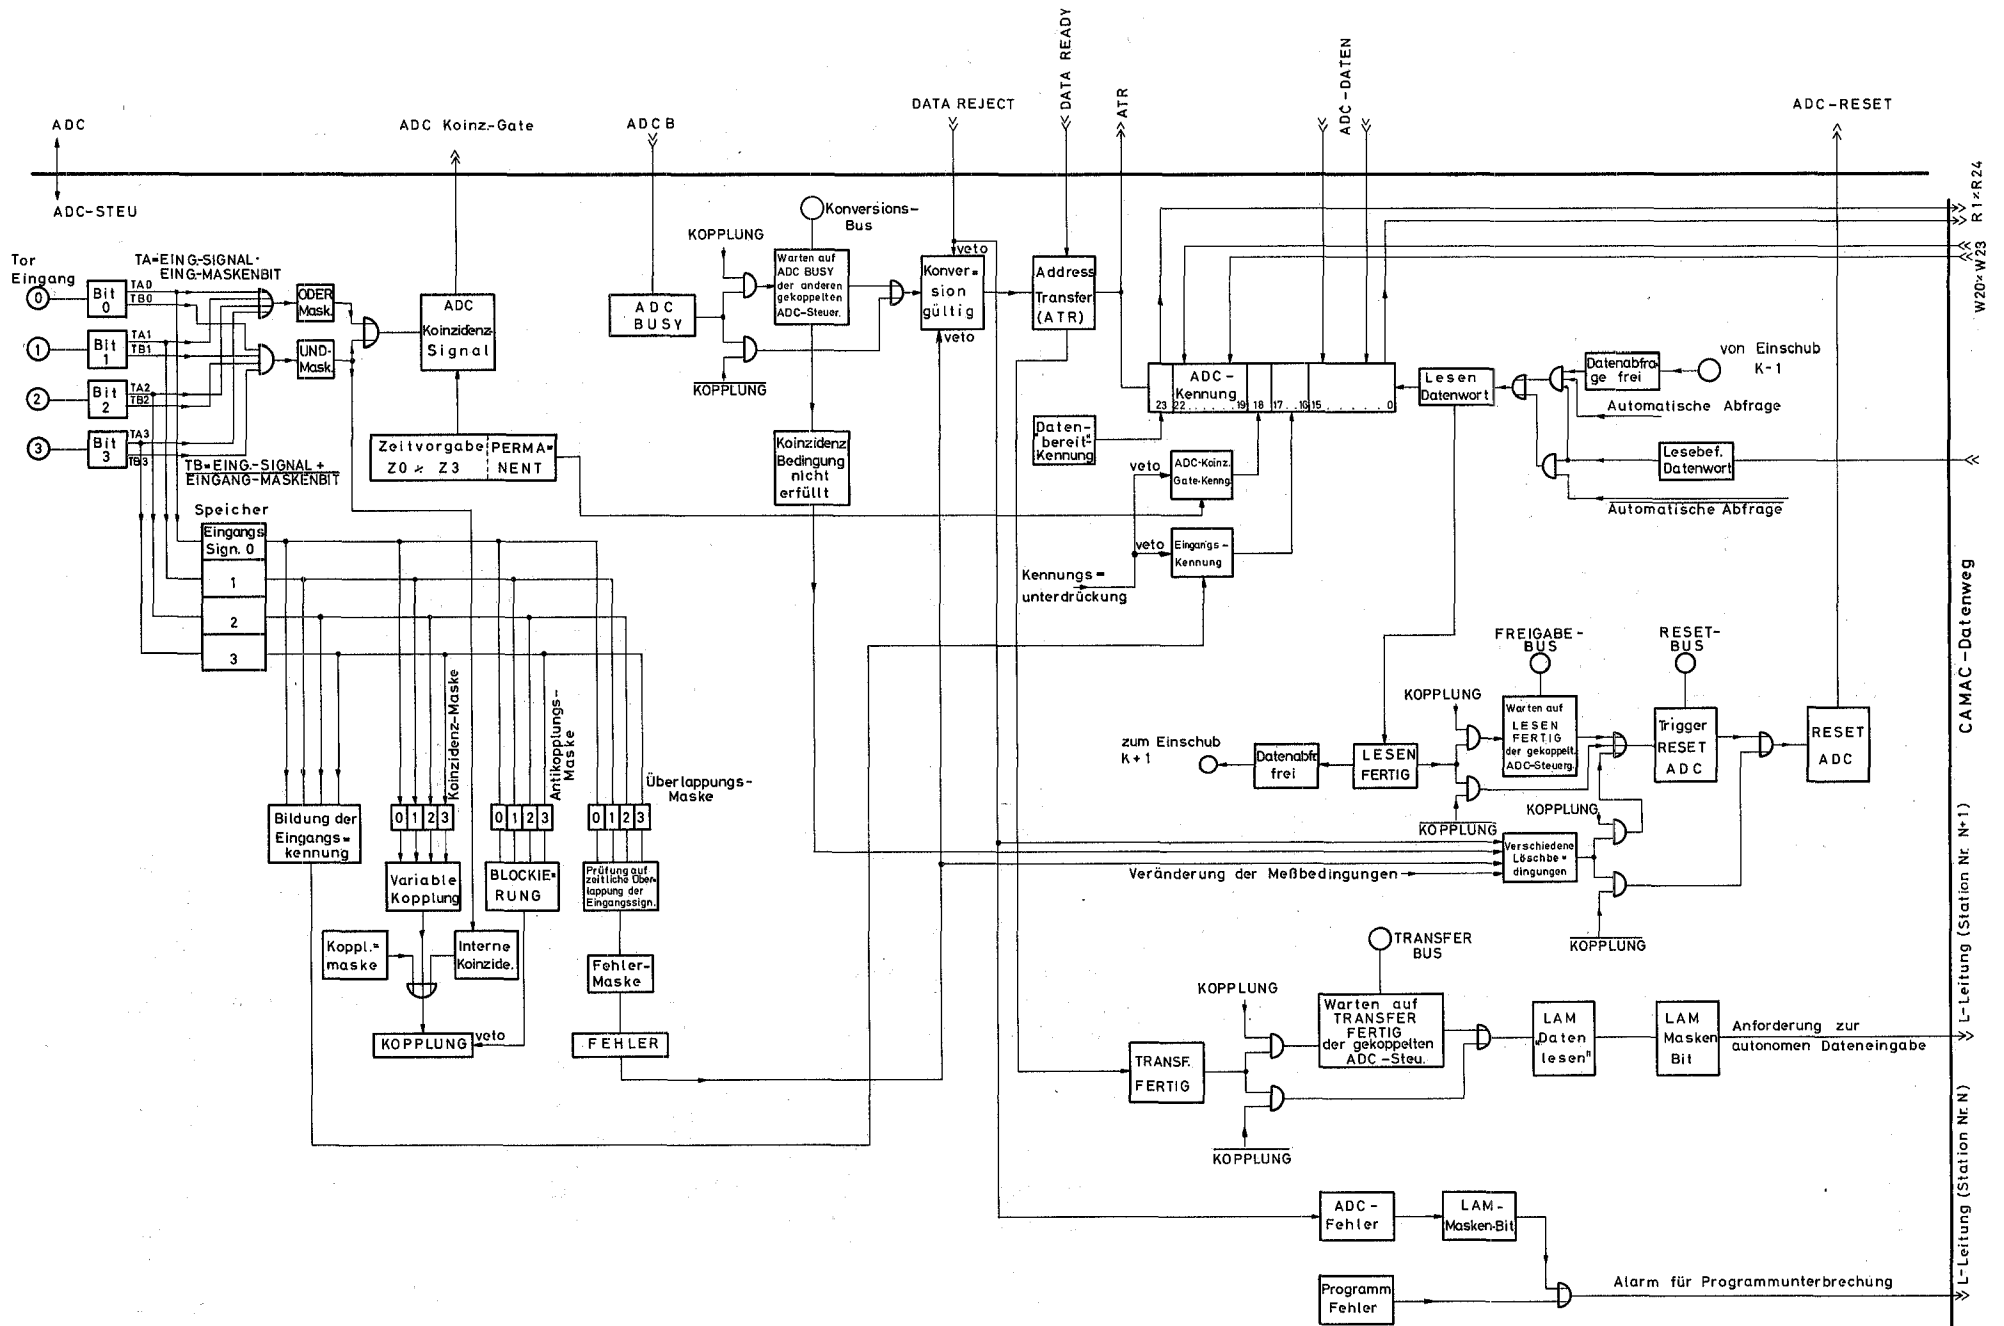 ADC
ADC Koinz.-Gate
ADCB
DATA REJECT
DATA READY
ATR
ADC-DATEN
ADC-RESET
ADC-STEU
R1 ÷ R24
W20 ÷ W23
Tor
Eingang
TA=EING.-SIGNAL·
EING.-MASKENBIT
0
Bit
0
TA0
TB0
1
Bit
1
TA1
TB1
2
Bit
2
TA2
TB2
3
Bit
3
TA3
TB3
ODER
Mask.
UND-
Mask.
TB=EING.-SIGNAL +
EINGANG-MASKENBIT
ADC
Koinzidenz-
Signal
Zeitvorgabe
Z0 ÷ Z3
PERMA=
NENT
ADC
BUSY
KOPPLUNG
KOPPLUNG
Konversions-
Bus
Warten auf
ADC BUSY
der anderen
gekoppelten
ADC-Steuer.
Koinzidenz
Bedingung
nicht
erfüllt
veto
Konver=
sion
gültig
veto
Address
Transfer
(ATR)
ADC-
Kennung
23
22.....19
18
17..16
15......0
"Daten-
bereit"
Kennung
veto
ADC-Koinz.
Gate-Kenng.
veto
Eingangs-
Kennung
Kennungs=
unterdrückung
Lesen
Datenwort
Datenabfra=
ge frei
von Einschub
K-1
Automatische Abfrage
Lesebef.
Datenwort
Automatische Abfrage
Speicher
Eingangs
Sign. 0
1
2
3
Koinzidenz-Maske
Antikopplungs-
Maske
Überlappungs-
Maske
0 1 2 3
0 1 2 3
0 1 2 3
Bildung der
Eingangs=
kennung
Variable
Kopplung
BLOCKIE=
RUNG
Prüfung auf
zeitliche Über=
lappung der
Eingangssign.
Koppl.=
maske
Interne
Koinzide.
Fehler-
Maske
KOPPLUNG
veto
FEHLER
zum Einschub
K+1
Datenabfr.
frei
LESEN
FERTIG
KOPPLUNG
KOPPLUNG
FREIGABE-
BUS
Warten auf
LESEN
FERTIG
der gekoppelt.
ADC-Steuerg.
RESET-
BUS
Trigger
RESET
ADC
RESET
ADC
KOPPLUNG
KOPPLUNG
Verschiedene
Löschbe=
dingungen
Veränderung der Meßbedingungen
TRANSFER
BUS
KOPPLUNG
KOPPLUNG
TRANSF.
FERTIG
Warten auf
TRANSFER
FERTIG
der gekoppelten
ADC-Steu.
LAM
"Daten
lesen"
LAM
Masken
Bit
Anforderung zur
autonomen Dateneingabe
ADC-
Fehler
LAM-
Masken-Bit
Programm
Fehler
Alarm für Programmunterbrechung
CAMAC-Datenweg
L-Leitung (Station Nr. N+1)
L-Leitung (Station Nr. N)